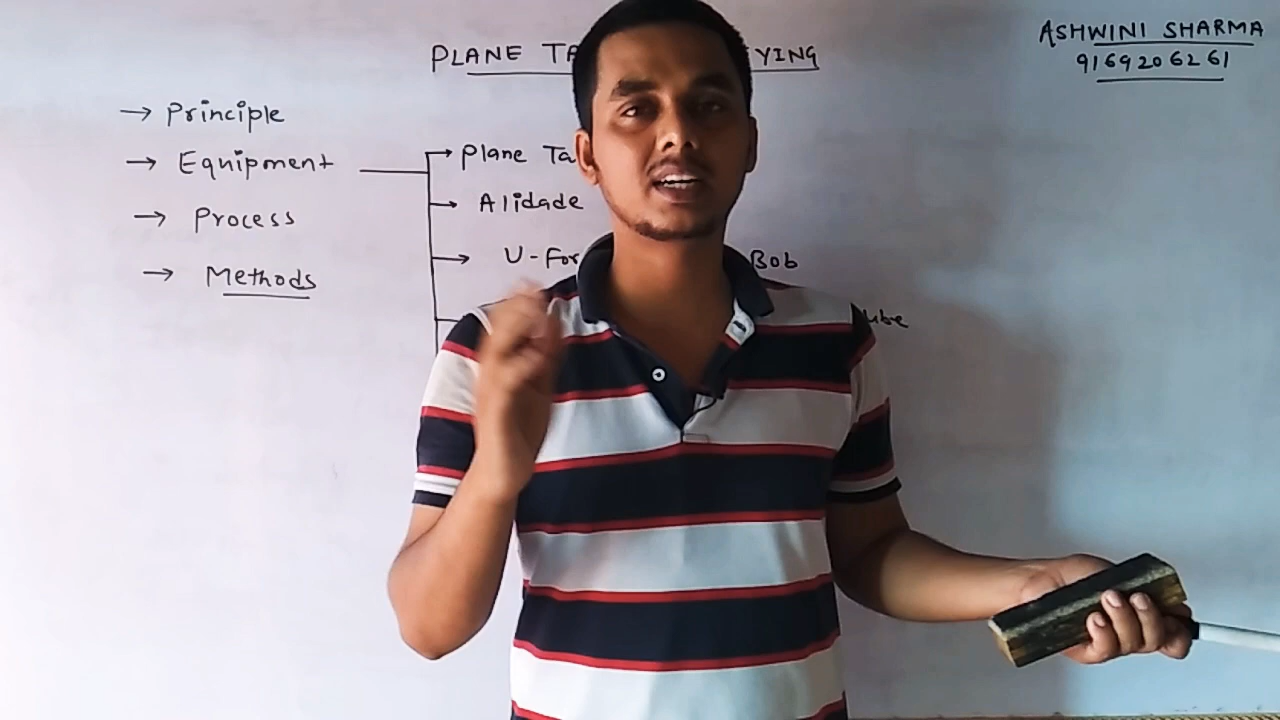 PLANE TA YING
ASHWINI SHARMA
9169206261
→ Principle
→ Equipment
→ Process
→ Methods
→ Plane Ta
→ Alidade
→ U-For Bob